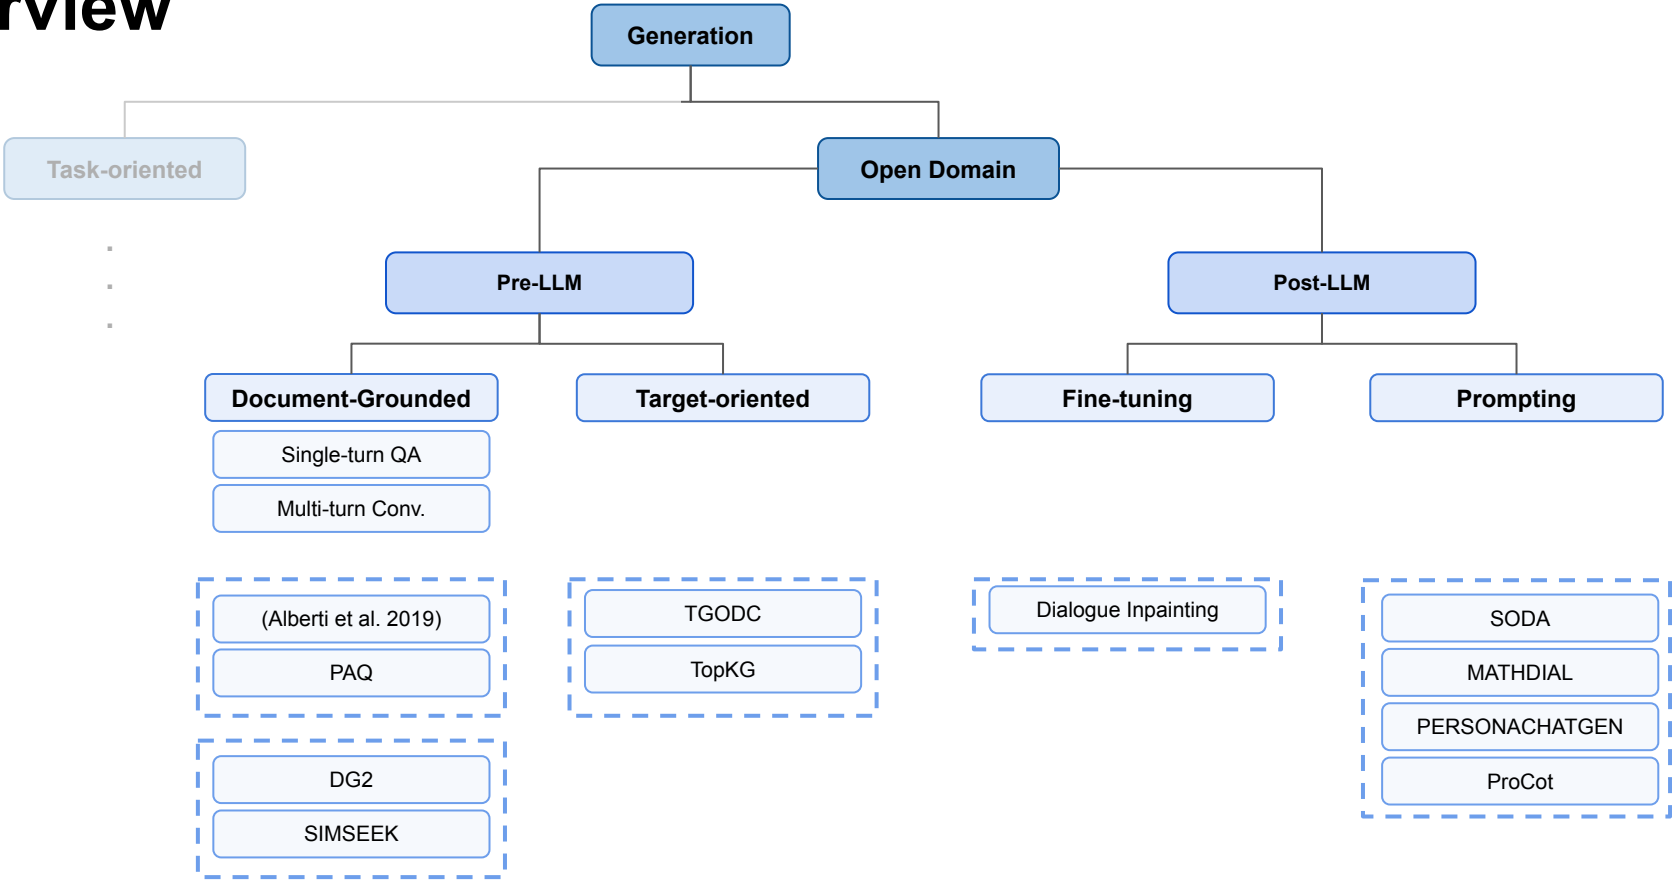 rview
Generation
Task-oriented
Open Domain
.
.
.
Pre-LLM
Post-LLM
Document-Grounded
Target-oriented
Fine-tuning
Prompting
Single-turn QA
Multi-turn Conv.
(Alberti et al. 2019)
PAQ
DG2
SIMSEEK
TGODC
TopKG
Dialogue Inpainting
SODA
MATHDIAL
PERSONACHATGEN
ProCot